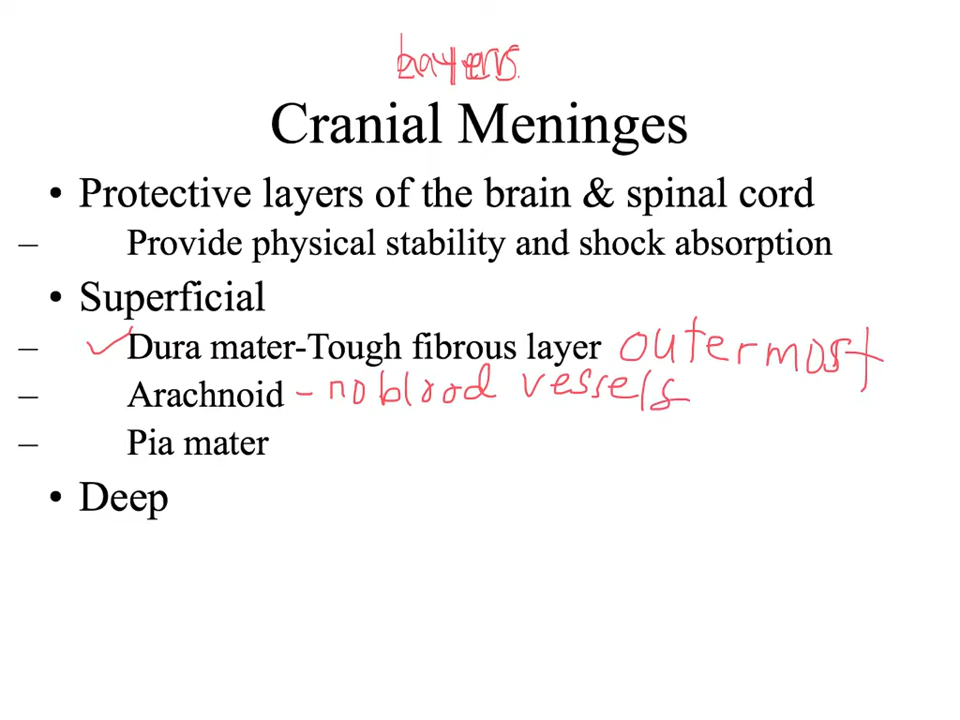 layers
Cranial Meninges
• Protective layers of the brain & spinal cord
– Provide physical stability and shock absorption
• Superficial
– ✓Dura mater-Tough fibrous layer outermost
– Arachnoid - no blood vessels
– Pia mater
• Deep